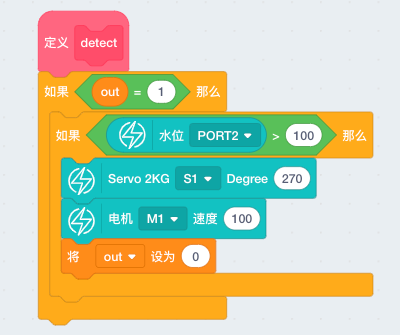 定义 detect
如果 out = 1 那么
如果 水位 PORT2 > 100 那么
Servo 2KG S1 Degree 270
电机 M1 速度 100
将 out 设为 0